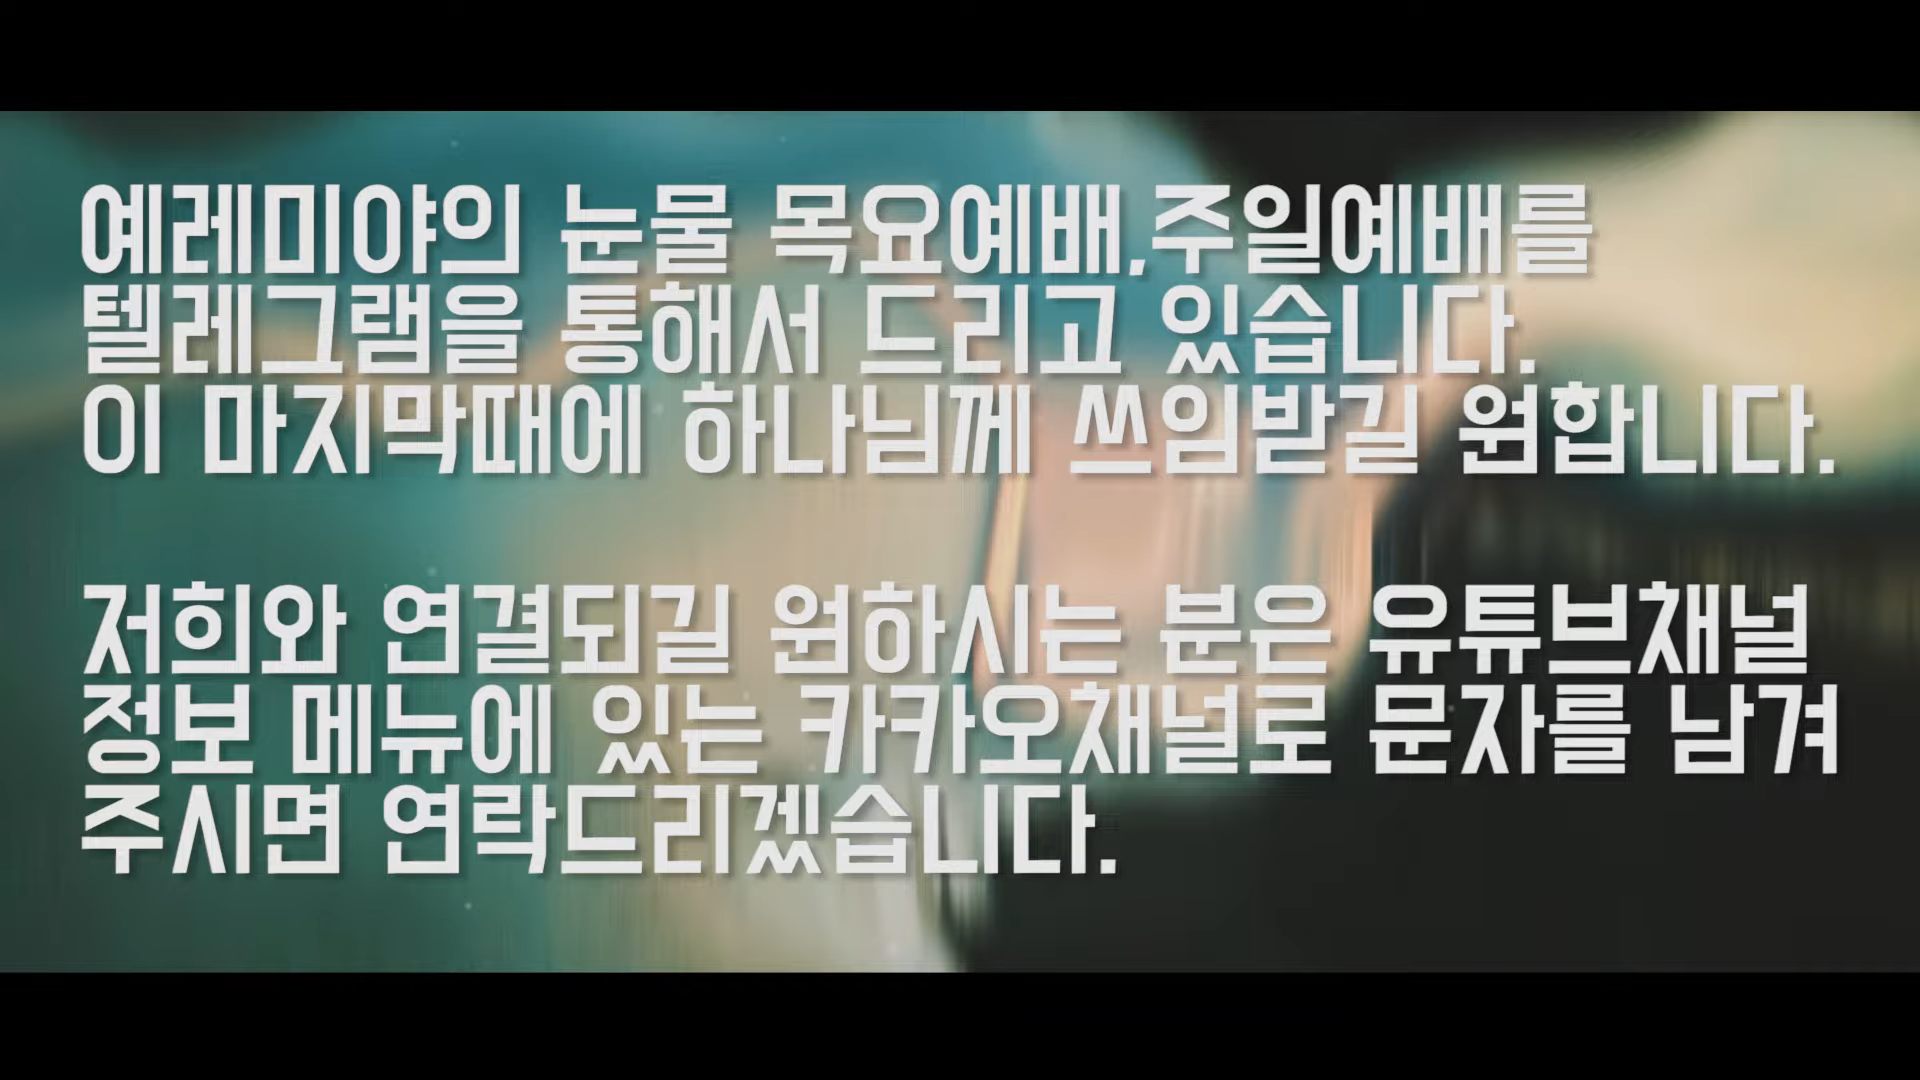 예레미야의 눈물 목요예배,주일예배를
텔레그램을 통해서 드리고 있습니다.
이 마지막때에 하나님께 쓰임받길 원합니다.
저희와 연결되길 원하시는 분은 유튜브채널
정보 메뉴에 있는 카카오채널로 문자를 남겨
주시면 연락드리겠습니다.